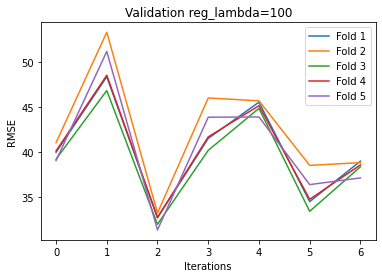 Validation reg_lambda=100
Fold 1
Fold 2
Fold 3
Fold 4
Fold 5
RMSE
50
45
40
35
0 1 2 3 4 5 6
Iterations